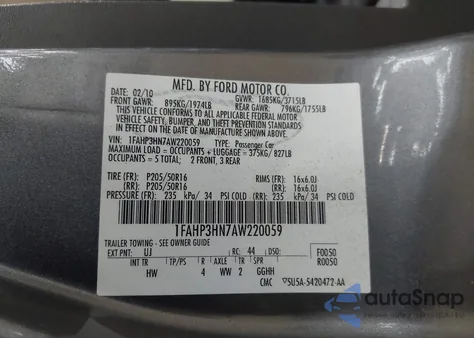 MFD. BY FORD MOTOR CO.
DATE: 02/10 GVWR: 1685KG/3715LB
FRONT GAWR: 895KG/1974LB REAR GAWR: 796KG/1755LB
THIS VEHICLE CONFORMS TO ALL APPLICABLE FEDERAL MOTOR
VEHICLE SAFETY, BUMPER, AND THEFT PREVENTION STANDARDS
IN EFFECT ON THE DATE OF MANUFACTURE SHOWN ABOVE.
VIN: 1FAHP3HN7AW220059 TYPE: Passenger Car
MAXIMUM LOAD = OCCUPANTS + LUGGAGE = 375KG/ 827LB
OCCUPANTS = 5 TOTAL: 2 FRONT, 3 REAR
TIRE (FR) P205/50R16 RIMS (FR) 16x6.0J
(RR) P205/50R16 (RR) 16x6.0J
PRESSURE (FR) 235 kPa/ 34 PSI COLD (RR) 235 kPa/ 34 PSI COLD
1FAHP3HN7AW220059
TRAILER TOWING - SEE OWNER GUIDE
EXT PNT: UJ RC: 44 DSO: F0050
R0050
INT TR TP/PS R AXLE TR SPR
HW 4 WW 2 GGHH
CMC 5U5A-5420472-AA
autoSnap